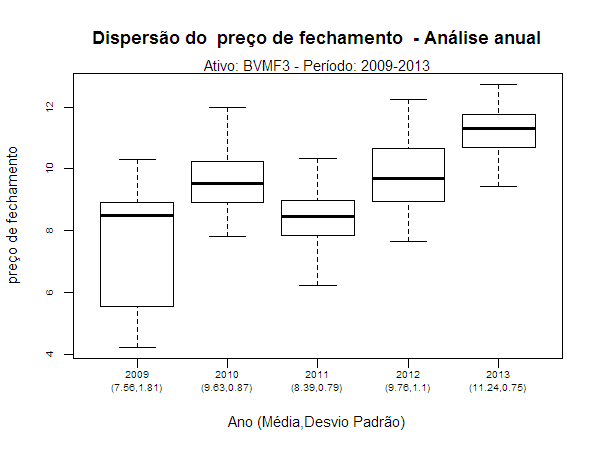 Dispersão do  preço de fechamento  - Análise anual
Ativo: BVMF3 - Período: 2009-2013
preço de fechamento
12
10
8
6
4
2009 2010 2011 2012 2013
(7.56,1.81) (9.63,0.87) (8.39,0.79) (9.76,1.1) (11.24,0.75)
Ano (Média,Desvio Padrão)